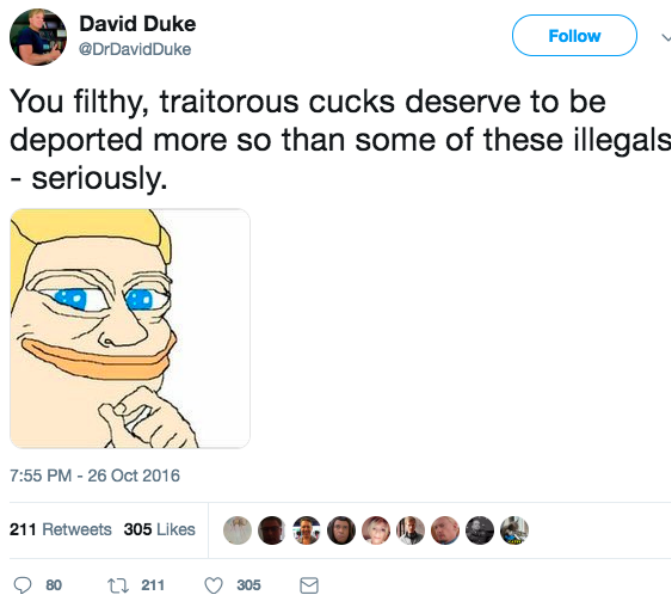 David Duke
@DrDavidDuke
Follow
You filthy, traitorous cucks deserve to be
deported more so than some of these illegals
- seriously.
7:55 PM - 26 Oct 2016
211 Retweets 305 Likes
80 211 305